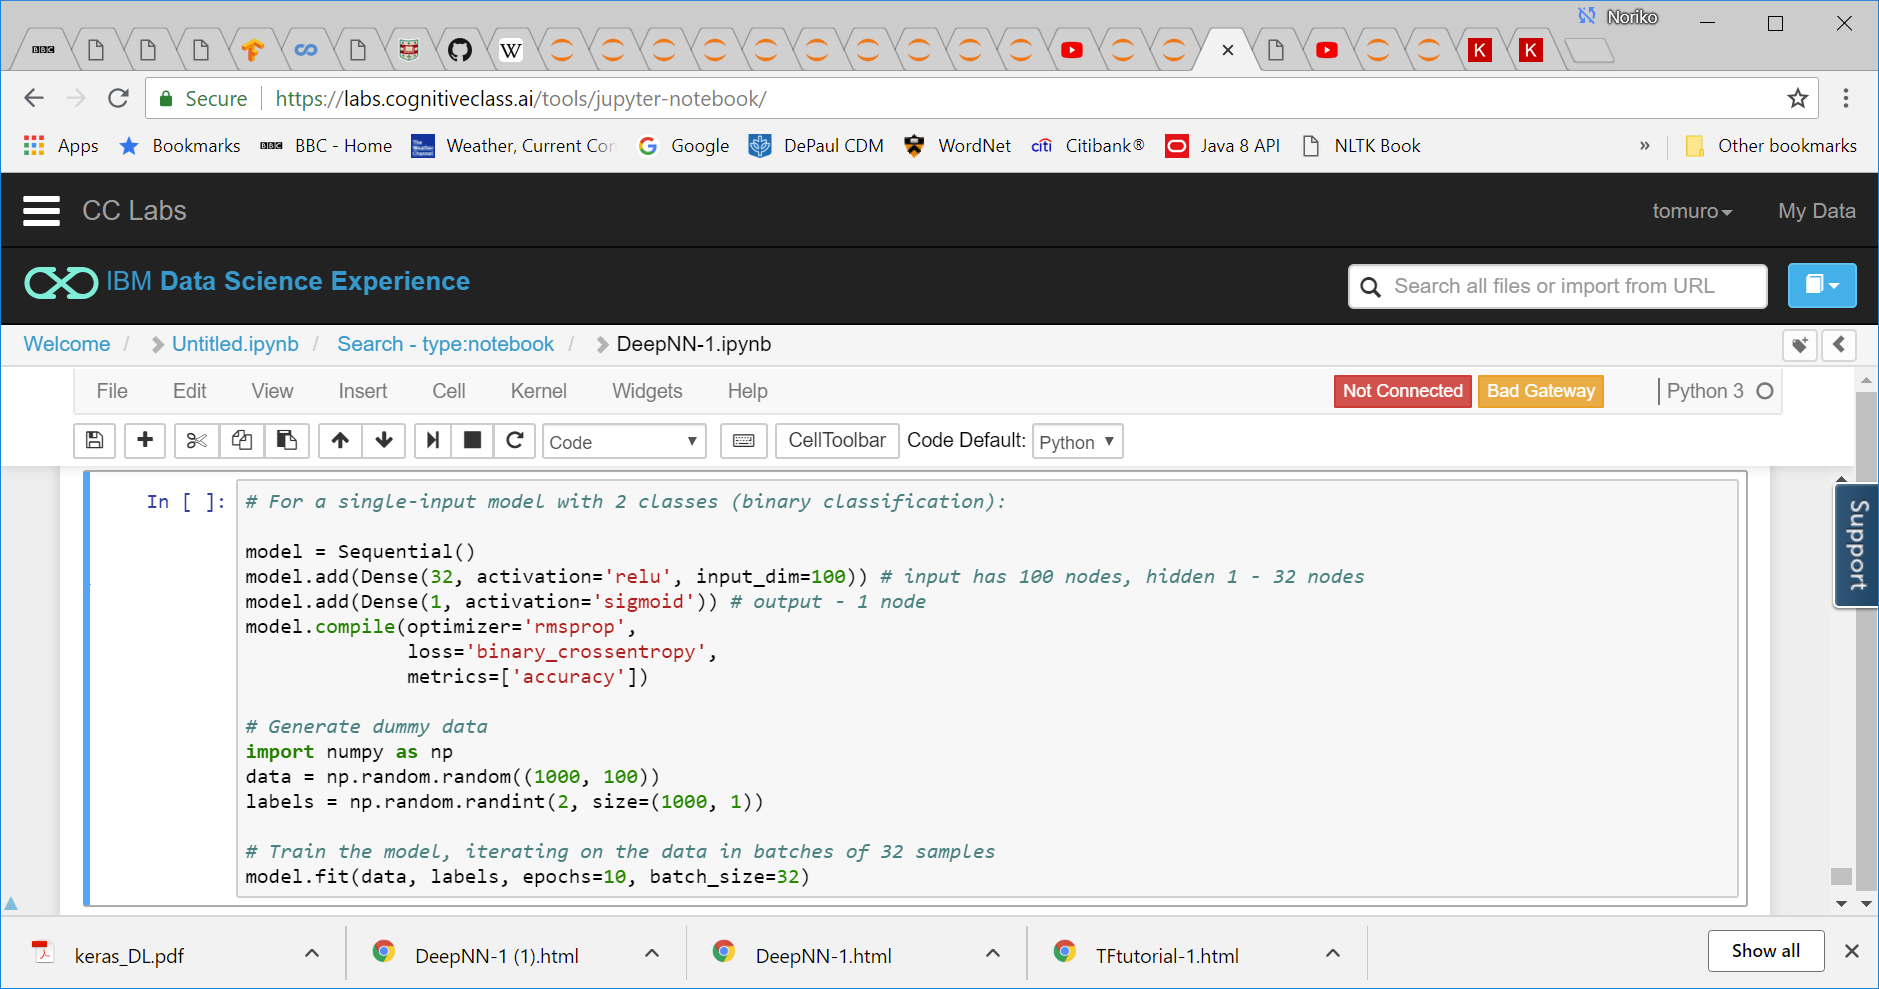 Noriko
BBC
W
K
K
Secure
https://labs.cognitiveclass.ai/tools/jupyter-notebook/
Apps
Bookmarks
BBC
BBC - Home
The Weather Channel
Weather, Current Con
G
Google
DePaul CDM
WordNet
citi
Citibank®
Java 8 API
NLTK Book
»
Other bookmarks
CC Labs
tomuro
My Data
IBM Data Science Experience
Search all files or import from URL
Welcome / Untitled.ipynb / Search - type:notebook / DeepNN-1.ipynb
File Edit View Insert Cell Kernel Widgets Help
Not Connected
Bad Gateway
Python 3
Code
CellToolbar
Code Default:
Python
Support
In [ ]:
# For a single-input model with 2 classes (binary classification):
model = Sequential()
model.add(Dense(32, activation='relu', input_dim=100)) # input has 100 nodes, hidden 1 - 32 nodes
model.add(Dense(1, activation='sigmoid')) # output - 1 node
model.compile(optimizer='rmsprop',
loss='binary_crossentropy',
metrics=['accuracy'])
# Generate dummy data
import numpy as np
data = np.random.random((1000, 100))
labels = np.random.randint(2, size=(1000, 1))
# Train the model, iterating on the data in batches of 32 samples
model.fit(data, labels, epochs=10, batch_size=32)
keras_DL.pdf
DeepNN-1 (1).html
DeepNN-1.html
TFtutorial-1.html
Show all